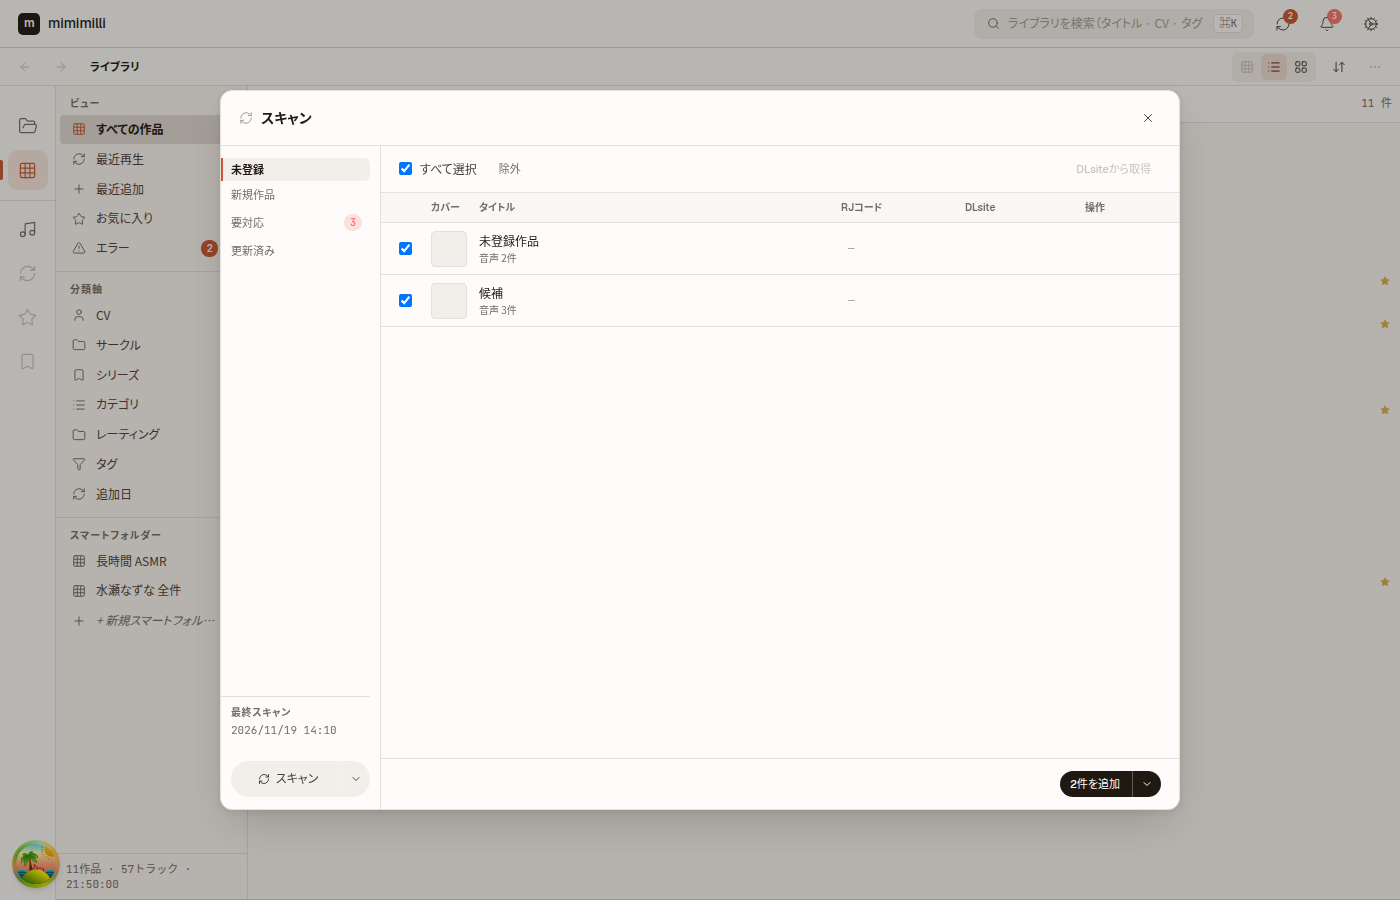 m mimimilli
ライブラリを検索（タイトル・CV・タグ ⌘K
2
3
ライブラリ
ビュー
すべての作品
最近再生
最近追加
お気に入り
エラー 2
分類軸
CV
サークル
シリーズ
カテゴリ
レーティング
タグ
追加日
スマートフォルダー
長時間 ASMR
水瀬なずな 全件
+ 新規スマートフォル…
11作品 · 57トラック ·
21:50:00
11 件
スキャン
未登録
新規作品
要対応 3
更新済み
最終スキャン
2026/11/19 14:10
スキャン
すべて選択 除外 DLsiteから取得
カバー タイトル RJコード DLsite 操作
未登録作品
音声 2件
—
候補
音声 3件
—
2件を追加